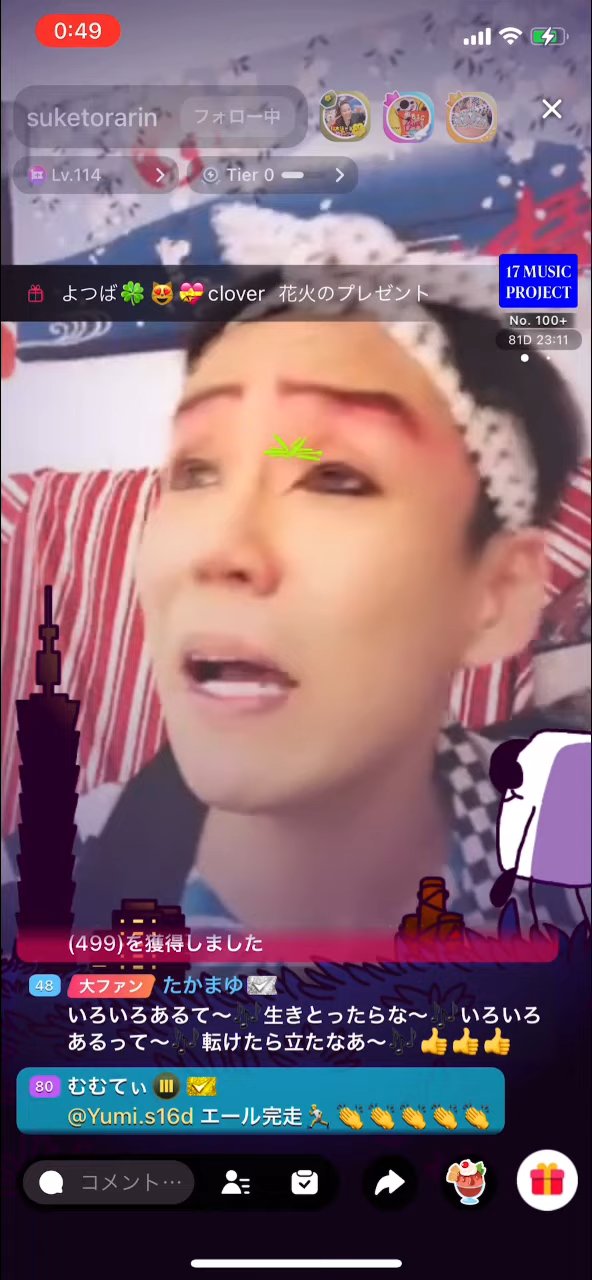 0:49
suketorarin フォロー中
Lv.114 Tier 0
よつば🍀😻💝clover 花火のプレゼント
17 MUSIC
PROJECT
No. 100+
81D 23:11
(499)を獲得しました
48 大ファン たかまゆ
いろいろあるて〜🎶生きとったらな〜🎶いろいろ
あるって〜🎶転けたら立たなあ〜🎶👍👍👍
80 むむてぃ
@Yumi.s16d エール完走🏃👏👏👏👏👏
コメント…